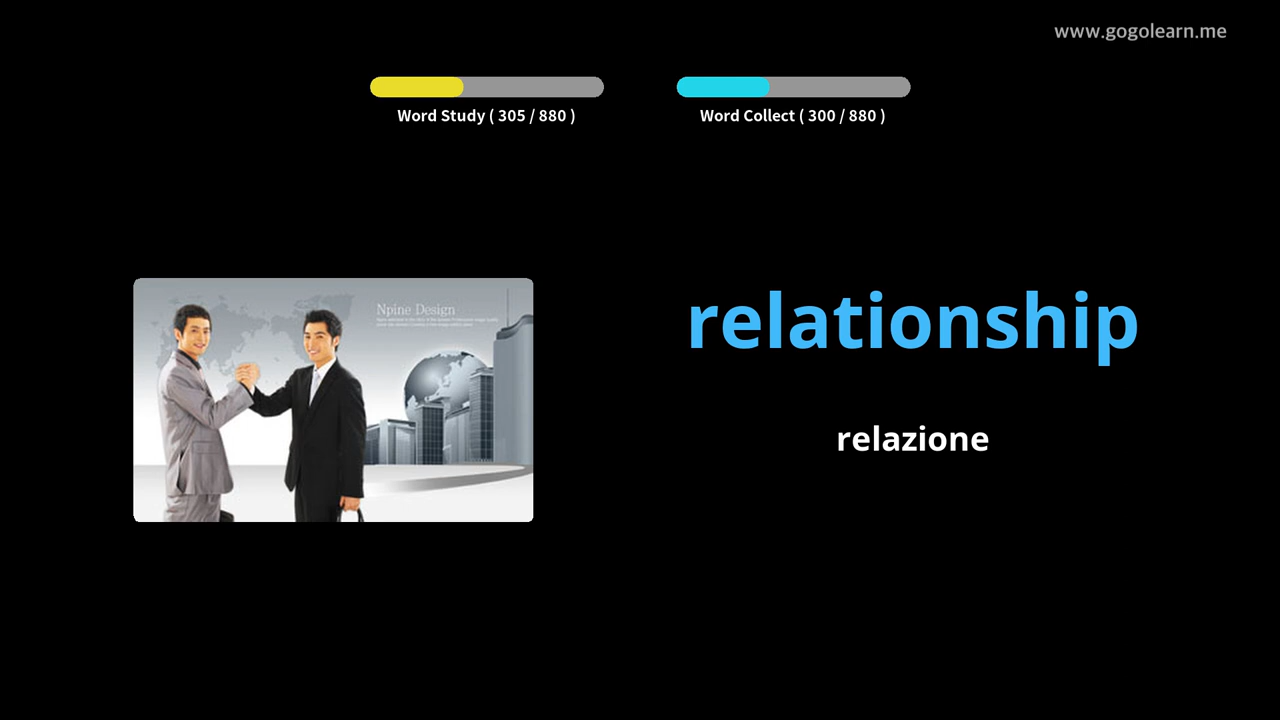 www.gogolearn.me
Word Study ( 305 / 880 )
Word Collect ( 300 / 880 )
Npine Design
relationship
relazione